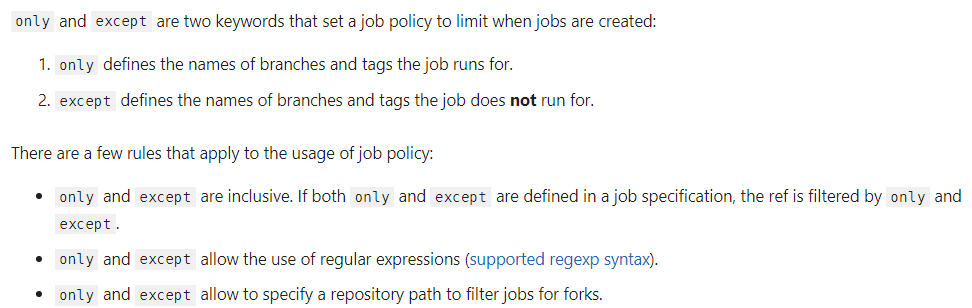 only and except are two keywords that set a job policy to limit when jobs are created:
1. only defines the names of branches and tags the job runs for.
2. except defines the names of branches and tags the job does not run for.
There are a few rules that apply to the usage of job policy:
• only and except are inclusive. If both only and except are defined in a job specification, the ref is filtered by only and
except.
• only and except allow the use of regular expressions (supported regexp syntax).
• only and except allow to specify a repository path to filter jobs for forks.